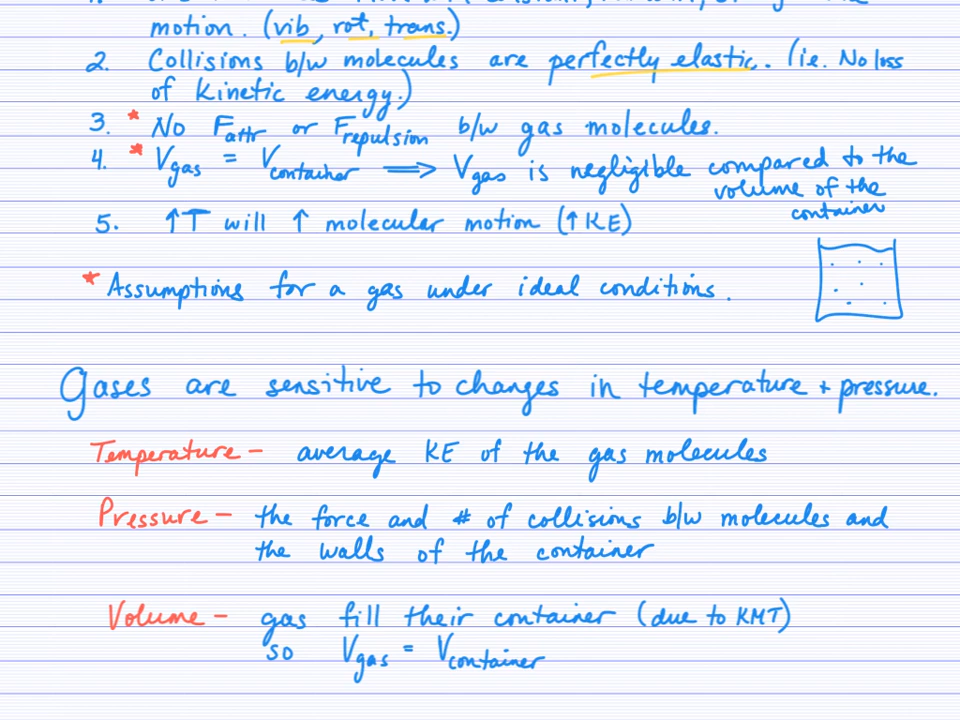 motion. (vib, rot, trans.)
2. Collisions b/w molecules are perfectly elastic. (ie. No loss
of kinetic energy.)
3. * No Fattr or Frepulsion b/w gas molecules.
4. * Vgas = Vcontainer ⟹ Vgas is negligible compared to the
volume of the
container
5. ↑T will ↑ molecular motion (↑KE)
* Assumptions for a gas under ideal conditions.
Gases are sensitive to changes in temperature + pressure.
Temperature – average KE of the gas molecules
Pressure – the force and # of collisions b/w molecules and
the walls of the container
Volume – gas fill their container (due to KMT)
so Vgas = Vcontainer